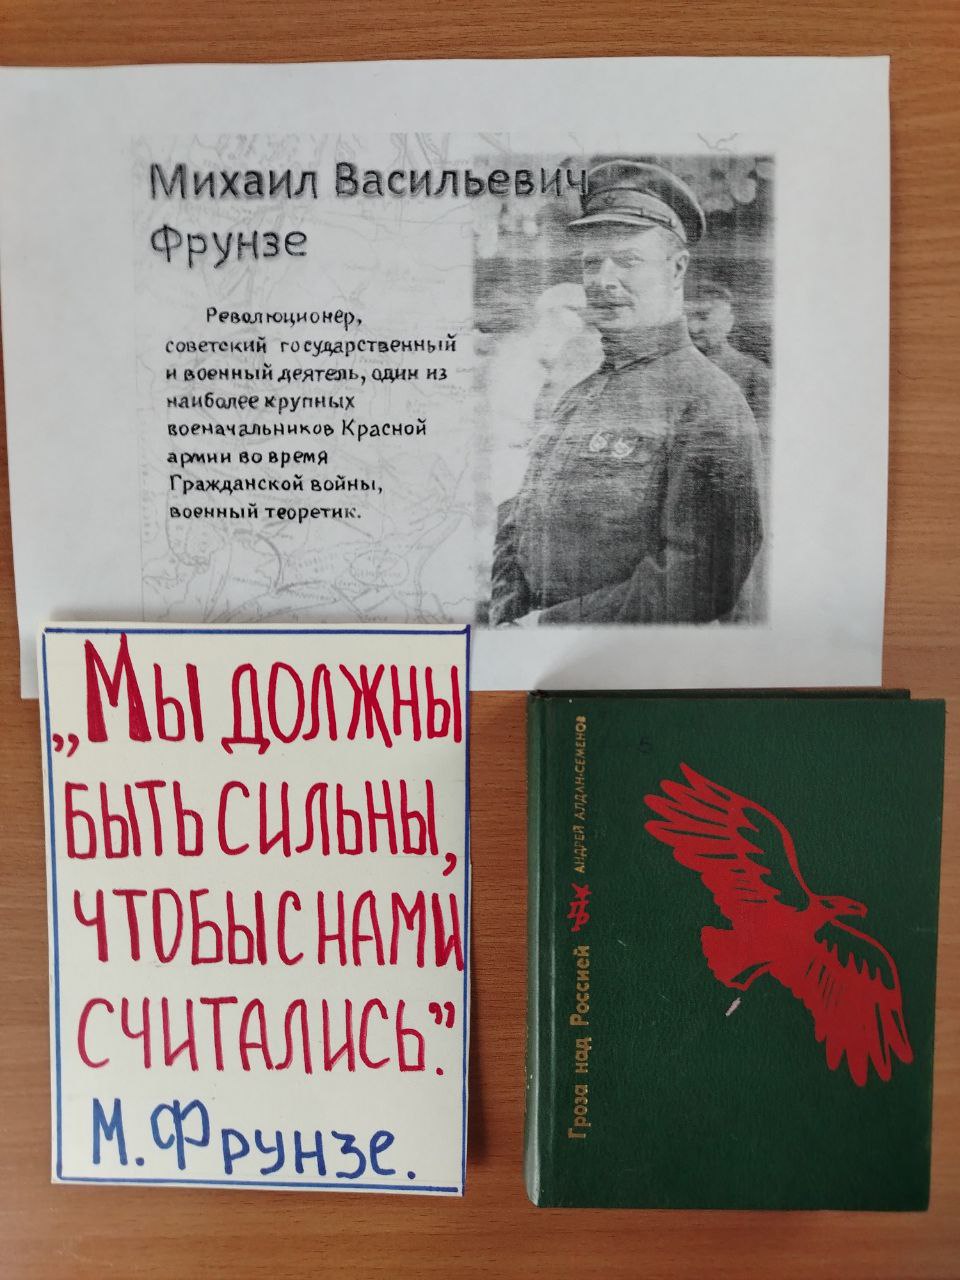 Михаил Васильевич
Фрунзе
Революционер,
советский государственный
и военный деятель, один из
наиболее крупных
военачальников Красной
армии во время
Гражданской войны,
военный теоретик.
„Мы должны
быть сильны,
чтобы с нами
считались."
М. Фрунзе.
Гроза над Россией
АНДРЕЙ АЛДАН-СЕМЕНОВ